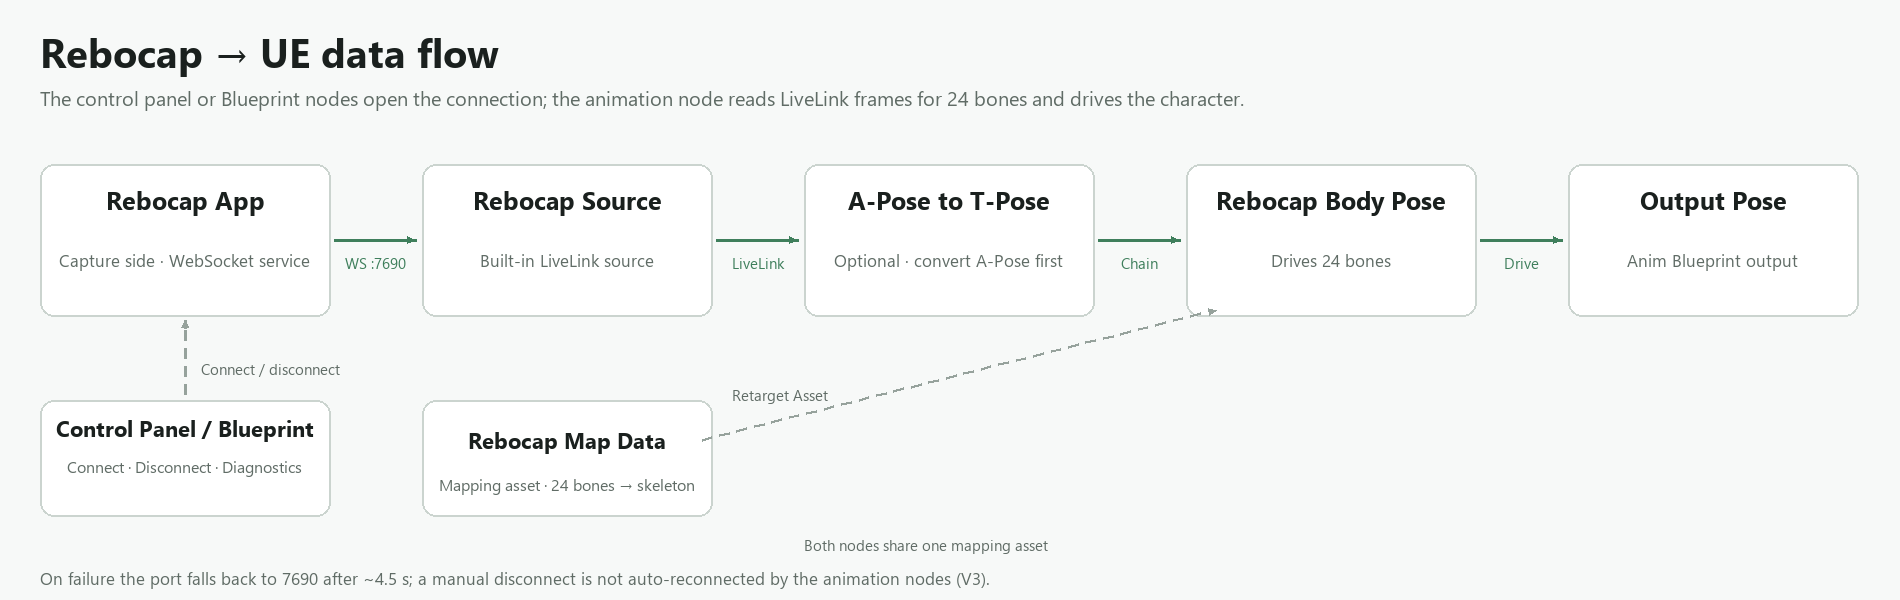 Rebocap → UE data flow
The control panel or Blueprint nodes open the connection; the animation node reads LiveLink frames for 24 bones and drives the character.
Rebocap App
Capture side · WebSocket service
WS :7690
Rebocap Source
Built-in LiveLink source
LiveLink
A-Pose to T-Pose
Optional · convert A-Pose first
Chain
Rebocap Body Pose
Drives 24 bones
Drive
Output Pose
Anim Blueprint output
Connect / disconnect
Control Panel / Blueprint
Connect · Disconnect · Diagnostics
Retarget Asset
Rebocap Map Data
Mapping asset · 24 bones → skeleton
Both nodes share one mapping asset
On failure the port falls back to 7690 after ~4.5 s; a manual disconnect is not auto-reconnected by the animation nodes (V3).